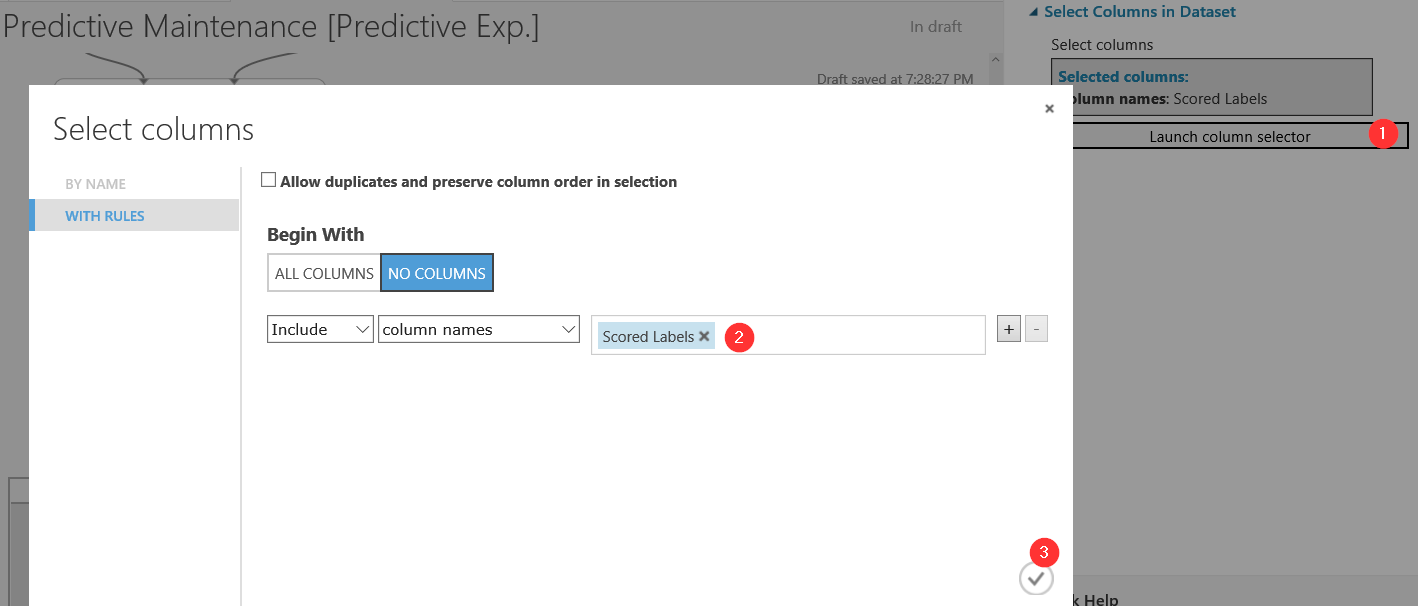 Predictive Maintenance [Predictive Exp.]
In draft
Draft saved at 7:28:27 PM
Select Columns in Dataset
Select columns
Selected columns:
olumn names: Scored Labels
Launch column selector
1
Select columns
×
BY NAME
WITH RULES
Allow duplicates and preserve column order in selection
Begin With
ALL COLUMNS NO COLUMNS
Include column names Scored Labels × 2 + -
3
k Help